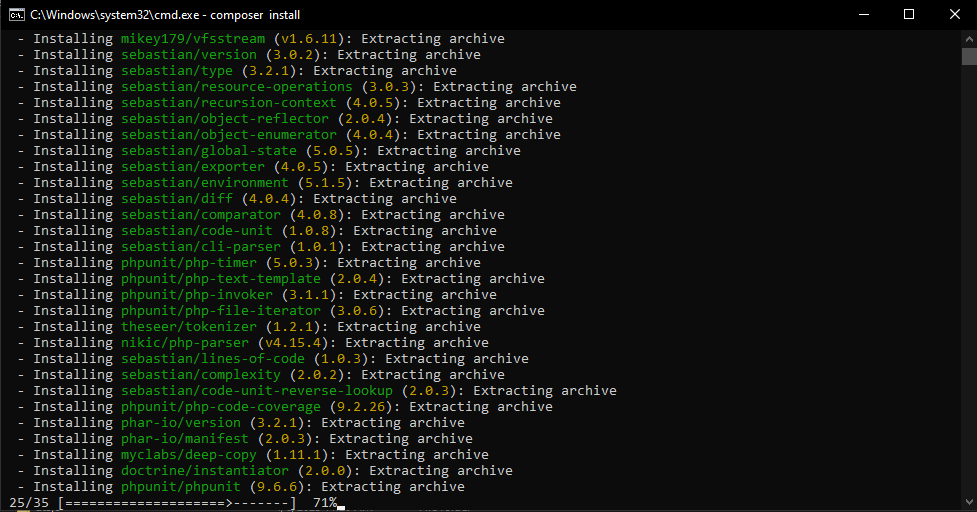 C:\Windows\system32\cmd.exe - composer install
- Installing mikey179/vfsstream (v1.6.11): Extracting archive
- Installing sebastian/version (3.0.2): Extracting archive
- Installing sebastian/type (3.2.1): Extracting archive
- Installing sebastian/resource-operations (3.0.3): Extracting archive
- Installing sebastian/recursion-context (4.0.5): Extracting archive
- Installing sebastian/object-reflector (2.0.4): Extracting archive
- Installing sebastian/object-enumerator (4.0.4): Extracting archive
- Installing sebastian/global-state (5.0.5): Extracting archive
- Installing sebastian/exporter (4.0.5): Extracting archive
- Installing sebastian/environment (5.1.5): Extracting archive
- Installing sebastian/diff (4.0.4): Extracting archive
- Installing sebastian/comparator (4.0.8): Extracting archive
- Installing sebastian/code-unit (1.0.8): Extracting archive
- Installing sebastian/cli-parser (1.0.1): Extracting archive
- Installing phpunit/php-timer (5.0.3): Extracting archive
- Installing phpunit/php-text-template (2.0.4): Extracting archive
- Installing phpunit/php-invoker (3.1.1): Extracting archive
- Installing phpunit/php-file-iterator (3.0.6): Extracting archive
- Installing theseer/tokenizer (1.2.1): Extracting archive
- Installing nikic/php-parser (v4.15.4): Extracting archive
- Installing sebastian/lines-of-code (1.0.3): Extracting archive
- Installing sebastian/complexity (2.0.2): Extracting archive
- Installing sebastian/code-unit-reverse-lookup (2.0.3): Extracting archive
- Installing phpunit/php-code-coverage (9.2.26): Extracting archive
- Installing phar-io/version (3.2.1): Extracting archive
- Installing phar-io/manifest (2.0.3): Extracting archive
- Installing myclabs/deep-copy (1.11.1): Extracting archive
- Installing doctrine/instantiator (2.0.0): Extracting archive
- Installing phpunit/phpunit (9.6.6): Extracting archive
25/35 [====================>-------]  71%